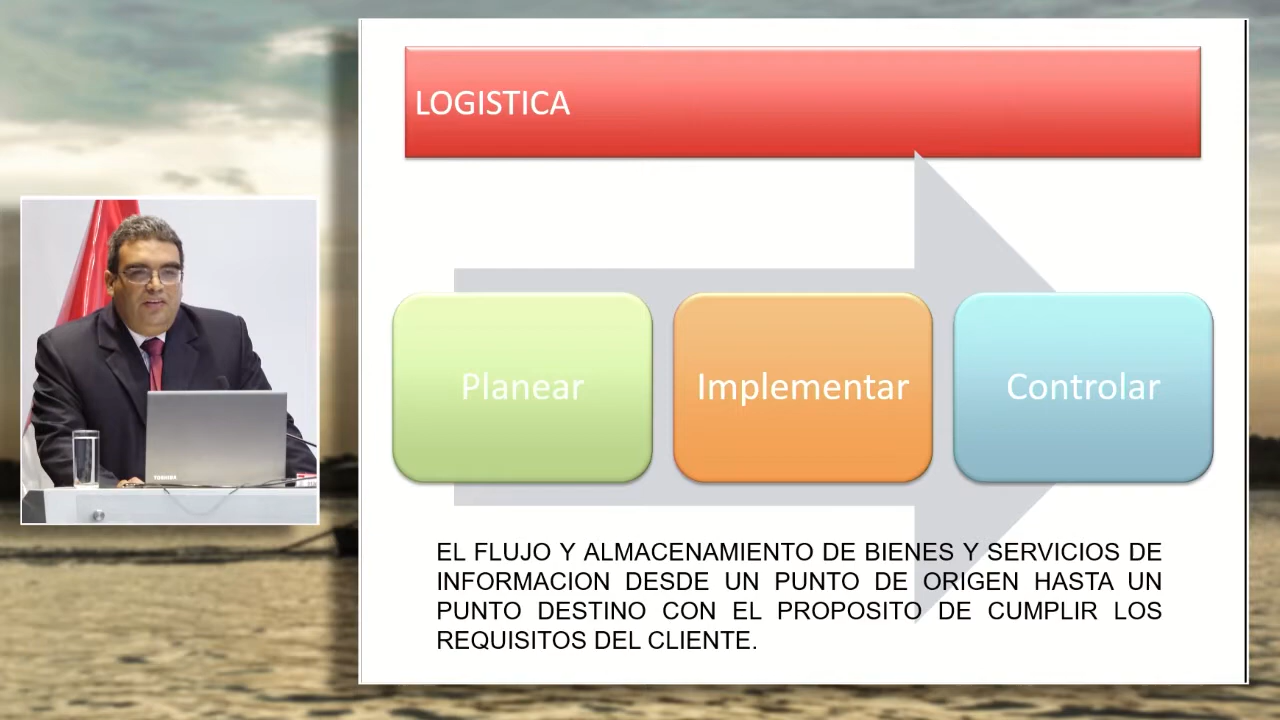 LOGISTICA
Planear
Implementar
Controlar
EL FLUJO Y ALMACENAMIENTO DE BIENES Y SERVICIOS DE
INFORMACION DESDE UN PUNTO DE ORIGEN HASTA UN
PUNTO DESTINO CON EL PROPOSITO DE CUMPLIR LOS
REQUISITOS DEL CLIENTE.
TOSHIBA